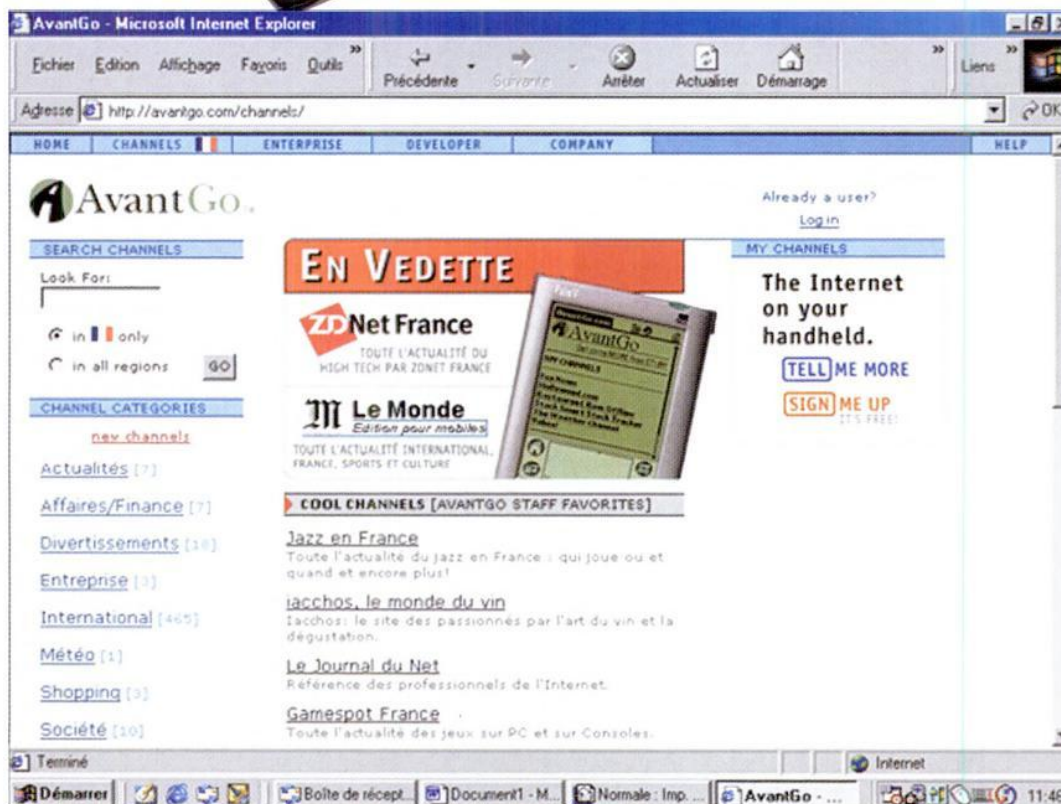 AvantGo - Microsoft Internet Explorer
Fichier Edition Affichage Favoris Outils » Précédente Suivante Arrêter Actualiser Démarrage » Liens »
Adresse http://avantgo.com/channels/ OK
HOME CHANNELS ENTERPRISE DEVELOPER COMPANY HELP
AvantGo
Already a user?
Log in
SEARCH CHANNELS
Look For:
in only
in all regions GO
CHANNEL CATEGORIES
new channels
Actualités [7]
Affaires/Finance [7]
Divertissements
Entreprise [3]
International [465]
Météo [1]
Shopping [3]
Société [10]
EN VEDETTE
ZDNet France
TOUTE L'ACTUALITÉ DU
HIGH TECH PAR ZDNET FRANCE
Le Monde
Edition pour mobiles
TOUTE L'ACTUALITÉ INTERNATIONAL,
FRANCE, SPORTS ET CULTURE
AvantGo
MY CHANNELS
The Weather Channel
Yahoo!
COOL CHANNELS [AVANTGO STAFF FAVORITES]
Jazz en France
Toute l'actualité du jazz en France : qui joue ou et
quand et encore plus!
iacchos, le monde du vin
Iacchos: le site des passionnés par l'art du vin et la
dégustation.
Le Journal du Net
Référence des professionnels de l'Internet.
Gamespot France
Toute l'actualité des jeux sur PC et sur Consoles.
MY CHANNELS
The Internet
on your
handheld.
TELL ME MORE
SIGN ME UP
IT'S FREE!
Terminé Internet
Démarrer Boîte de récept... Document1 - M... Normale : Imp. ... AvantGo - ...